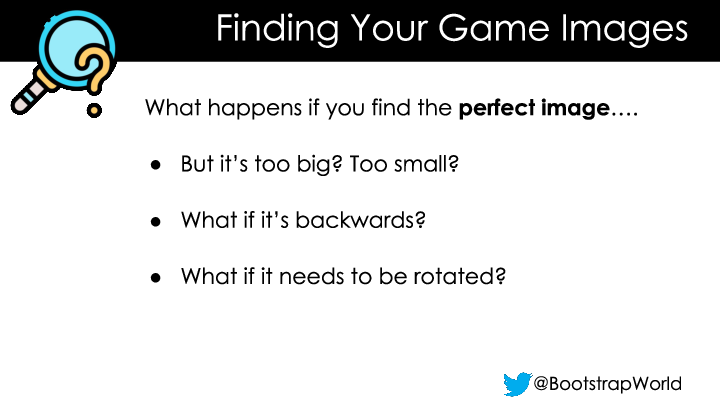 Finding Your Game Images
What happens if you find the perfect image….
● But it’s too big? Too small?
● What if it’s backwards?
● What if it needs to be rotated?
@BootstrapWorld